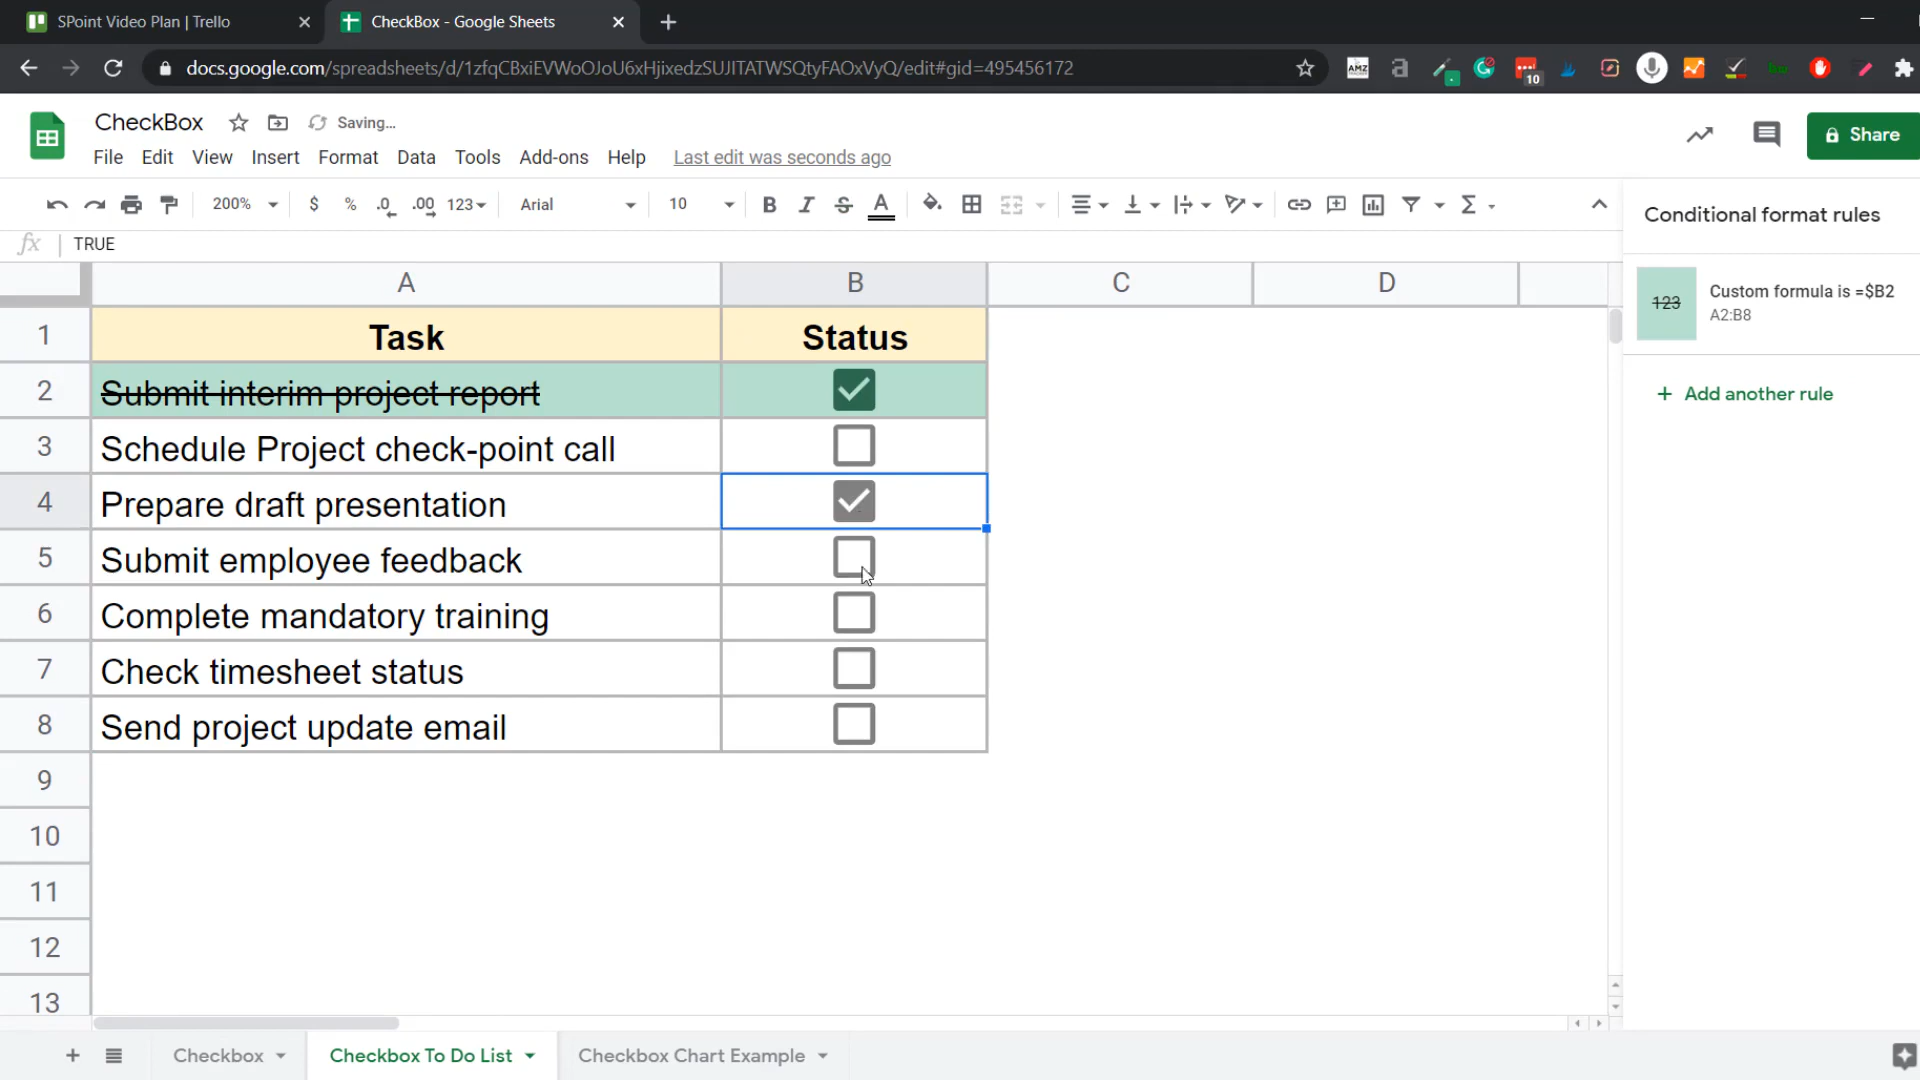 SPoint Video Plan | Trello
CheckBox - Google Sheets
docs.google.com/spreadsheets/d/1zfqCBxiEVWoOJoU6xHjixedzSUJITATWSQtyFAOxVyQ/edit#gid=495456172
AMZ
a
10
CheckBox
Saving...
File Edit View Insert Format Data Tools Add-ons Help Last edit was seconds ago
Share
200% $ % .0 .00 123 Arial 10 B I S A Σ
fx TRUE
Conditional format rules
123
Custom formula is =$B2
A2:B8
+ Add another rule
A B C D
1 Task Status
2 Submit interim project report
3 Schedule Project check-point call
4 Prepare draft presentation
5 Submit employee feedback
6 Complete mandatory training
7 Check timesheet status
8 Send project update email
9
10
11
12
13
+ Checkbox Checkbox To Do List Checkbox Chart Example